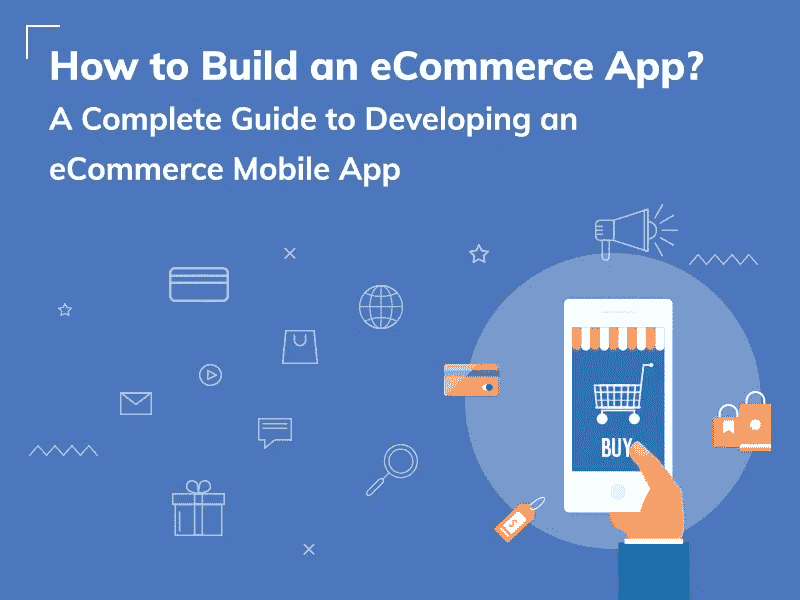 How to Build an eCommerce App?
A Complete Guide to Developing an
eCommerce Mobile App
BUY
$